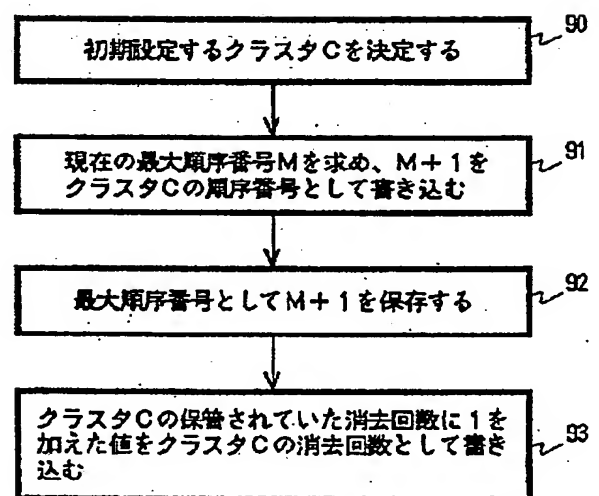 初期設定するクラスタCを決定する
90
現在の最大順序番号Mを求め、M+1を
クラスタCの順序番号として書き込む
91
最大順序番号としてM+1を保存する
92
クラスタCの保管されていた消去回数に1を
加えた値をクラスタCの消去回数として書き
込む
93